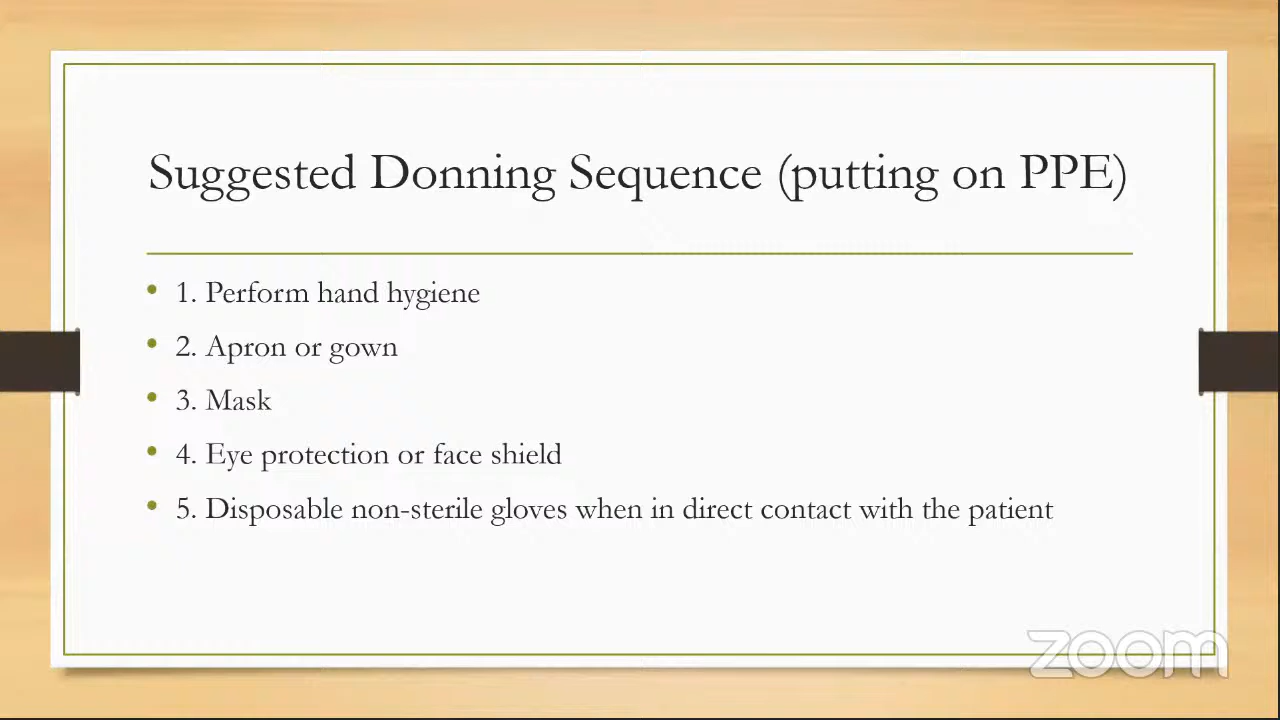 Suggested Donning Sequence (putting on PPE)
• 1. Perform hand hygiene
• 2. Apron or gown
• 3. Mask
• 4. Eye protection or face shield
• 5. Disposable non-sterile gloves when in direct contact with the patient
zoom